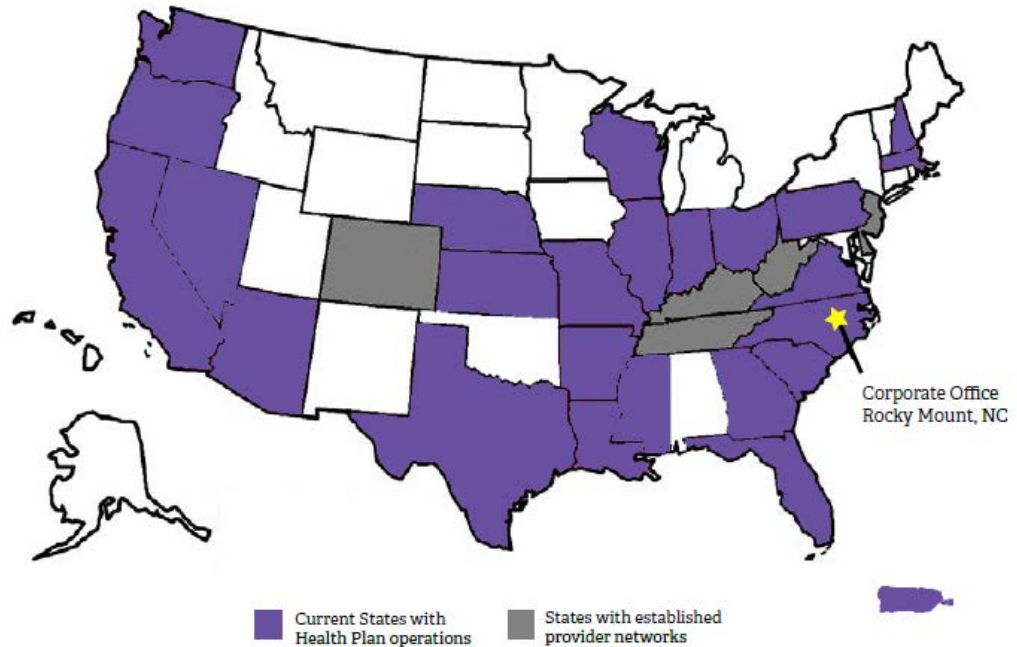 Corporate Office
Rocky Mount, NC
Current States with
Health Plan operations
States with established
provider networks